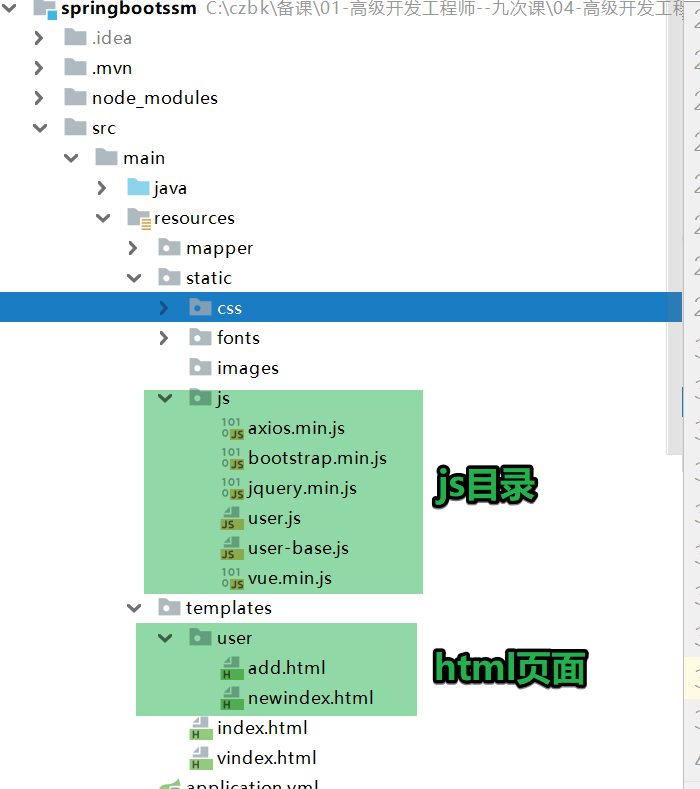 springbootssm C:\czbk\备课\01-高级开发工程师--九次课\04-高级开发工程
.idea
.mvn
node_modules
src
main
java
resources
mapper
static
css
fonts
images
js
axios.min.js
bootstrap.min.js
js目录
jquery.min.js
user.js
user-base.js
vue.min.js
templates
user
add.html
html页面
newindex.html
index.html
vindex.html
application.yml